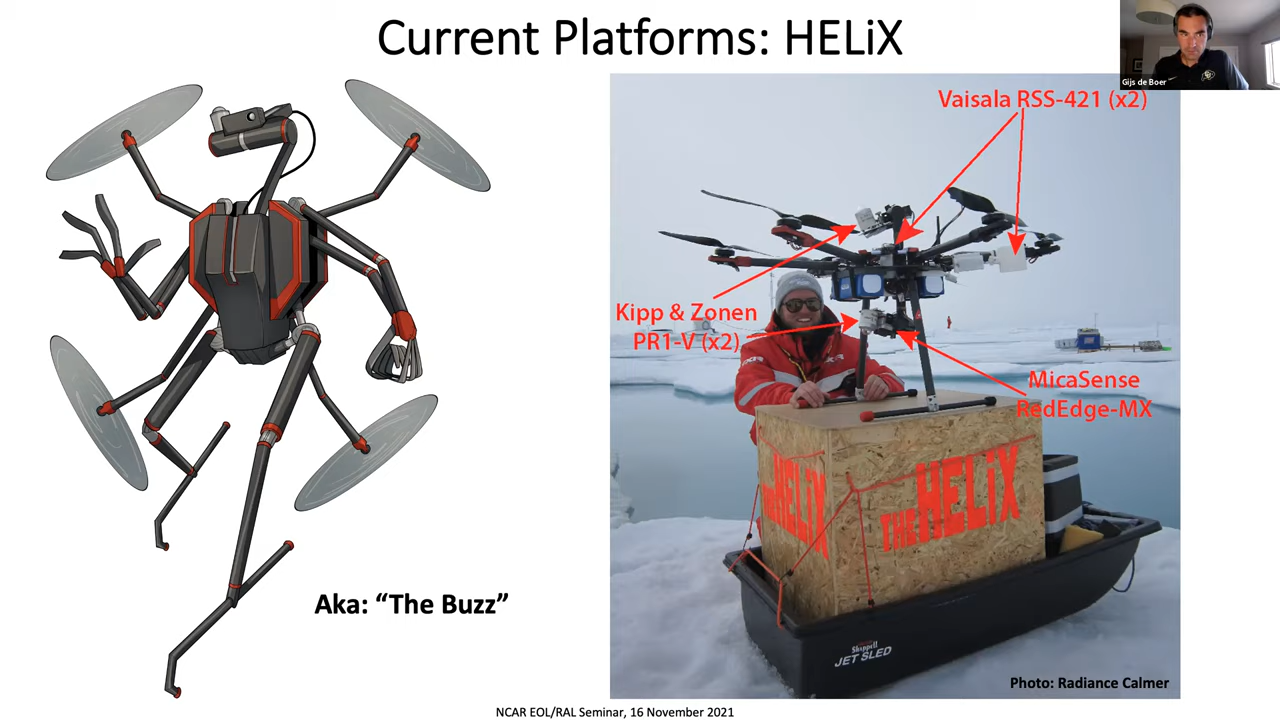 Current Platforms: HELiX
Gijs de Boer
Vaisala RSS-421 (x2)
Kipp & Zonen
PR1-V (x2)
MicaSense
RedEdge-MX
THE HELiX
THE HELiX
Aka: “The Buzz”
Shappell
JET SLED
Photo: Radiance Calmer
NCAR EOL/RAL Seminar, 16 November 2021